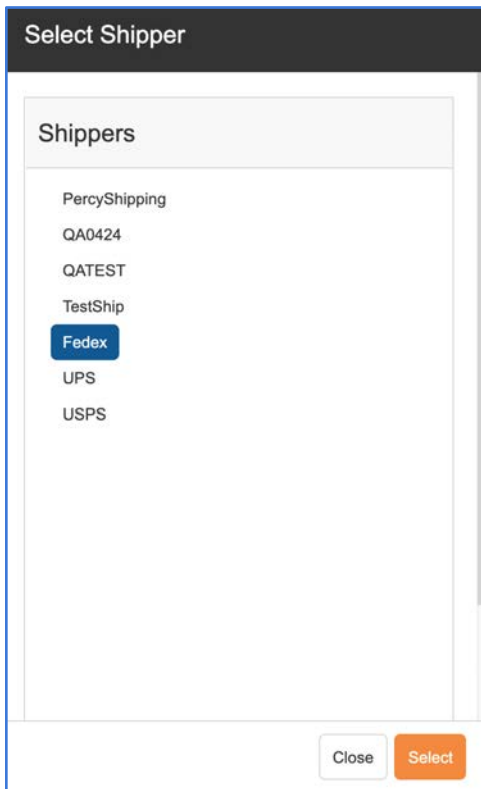 Select Shipper
Shippers
PercyShipping
QA0424
QATEST
TestShip
Fedex
UPS
USPS
Close Select